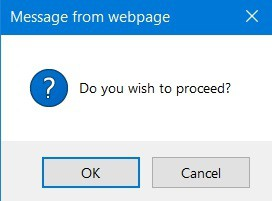 Message from webpage
Do you wish to proceed?
OK
Cancel